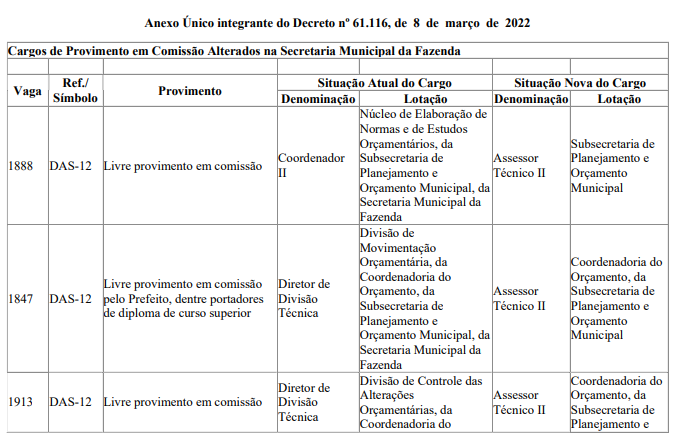 Anexo Único integrante do Decreto nº 61.116, de 8 de março de 2022
Cargos de Provimento em Comissão Alterados na Secretaria Municipal da Fazenda
Vaga
Ref./
Símbolo
Provimento
Situação Atual do Cargo
Situação Nova do Cargo
Denominação
Lotação
Denominação
Lotação
1888
DAS-12
Livre provimento em comissão
Coordenador
II
Núcleo de Elaboração de
Normas e de Estudos
Orçamentários, da
Subsecretaria de
Planejamento e
Orçamento Municipal, da
Secretaria Municipal da
Fazenda
Assessor
Técnico II
Subsecretaria de
Planejamento e
Orçamento
Municipal
1847
DAS-12
Livre provimento em comissão
pelo Prefeito, dentre portadores
de diploma de curso superior
Diretor de
Divisão
Técnica
Divisão de
Movimentação
Orçamentária, da
Coordenadoria do
Orçamento, da
Subsecretaria de
Planejamento e
Orçamento Municipal, da
Secretaria Municipal da
Fazenda
Assessor
Técnico II
Coordenadoria do
Orçamento, da
Subsecretaria de
Planejamento e
Orçamento
Municipal
1913
DAS-12
Livre provimento em comissão
Diretor de
Divisão
Técnica
Divisão de Controle das
Alterações
Orçamentárias, da
Coordenadoria do
Assessor
Técnico II
Coordenadoria do
Orçamento, da
Subsecretaria de
Planejamento e